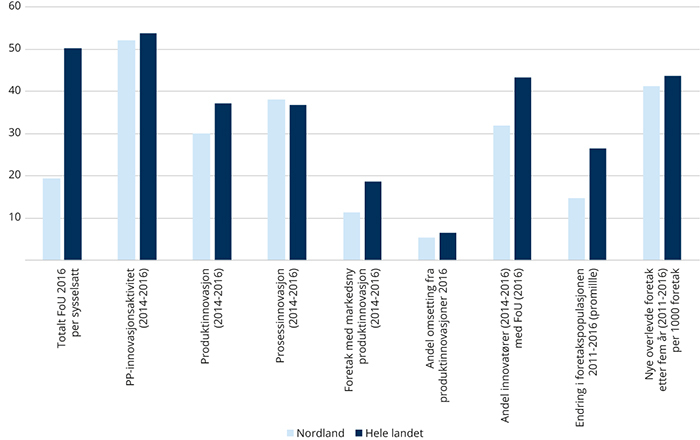 60
50
40
30
20
10
Totalt FoU 2016
per sysselsatt
PP-innovasjonsaktivitet
(2014-2016)
Produktinnovasjon
(2014-2016)
Prosessinnovasjon
(2014-2016)
Foretak med markedsny
produktinnovasjon
(2014-2016)
Andel omsetting fra
produktinnovasjoner 2016
Andel innovatører (2014-2016)
med FoU (2016)
Endring i foretakspopulasjonen
2011-2016 (promillle)
Nye overlevde foretak
etter fem år (2011-2016)
per 1000 foretak
Nordland
Hele landet